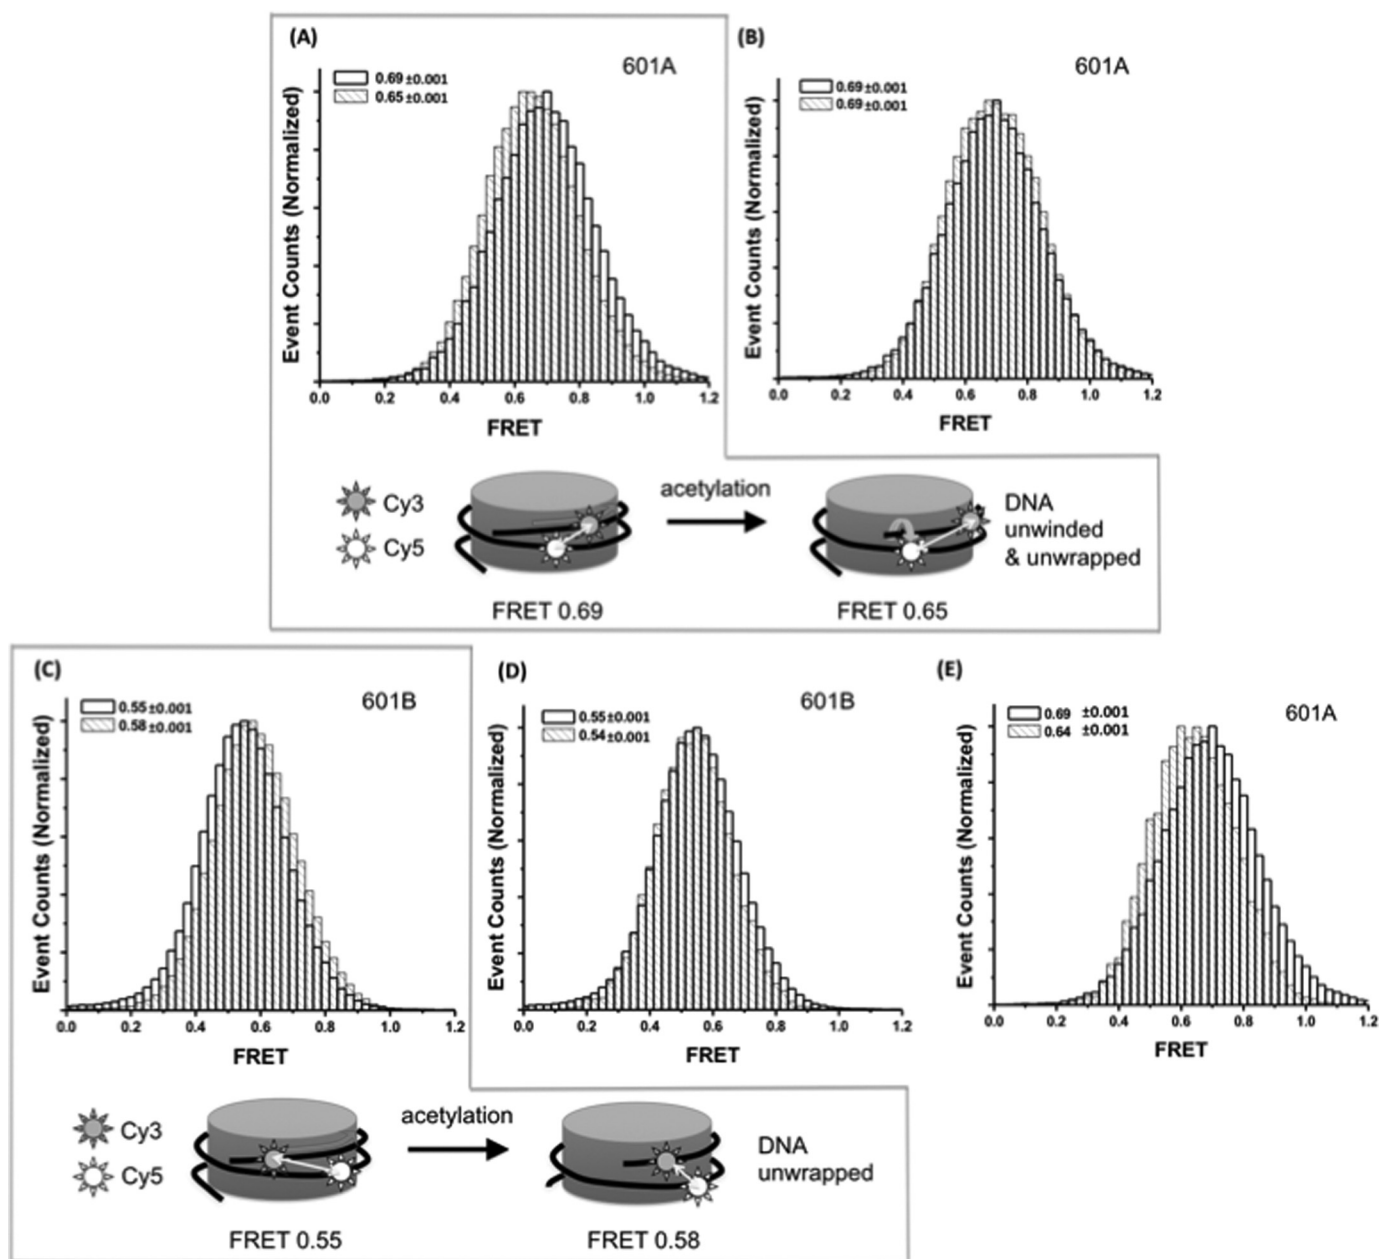 (A)
601A
0.69±0.001
0.65±0.001
Event Counts (Normalized)
0.0 0.2 0.4 0.6 0.8 1.0 1.2
FRET
(B)
601A
0.69±0.001
0.69±0.001
Event Counts (Normalized)
0.0 0.2 0.4 0.6 0.8 1.0 1.2
FRET
Cy3
Cy5
acetylation
DNA
unwinded
& unwrapped
FRET 0.69
FRET 0.65
(C)
601B
0.55±0.001
0.58±0.001
Event Counts (Normalized)
0.0 0.2 0.4 0.6 0.8 1.0 1.2
FRET
(D)
601B
0.55±0.001
0.54±0.001
Event Counts (Normalized)
0.0 0.2 0.4 0.6 0.8 1.0 1.2
FRET
(E)
601A
0.69 ±0.001
0.64 ±0.001
Event Counts (Normalized)
0.0 0.2 0.4 0.6 0.8 1.0 1.2
FRET
Cy3
Cy5
acetylation
DNA
unwrapped
FRET 0.55
FRET 0.58